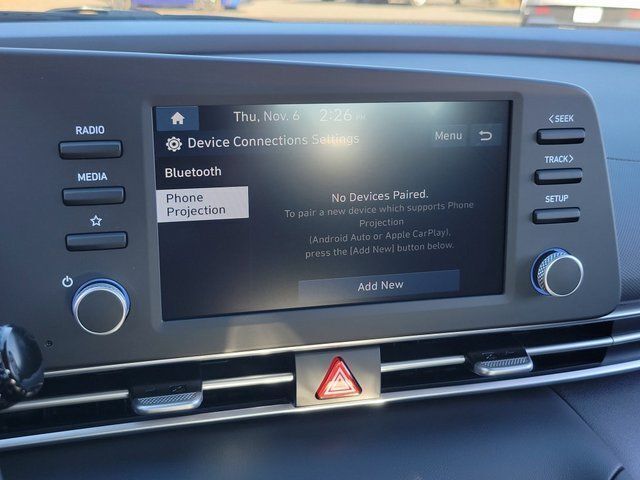 RADIO
MEDIA
Thu, Nov. 6 2:26 PM
Device Connections Settings
Menu
Bluetooth
Phone
Projection
No Devices Paired.
To pair a new device which supports Phone
Projection
(Android Auto or Apple CarPlay),
press the [Add New] button below.
Add New
<SEEK
TRACK>
SETUP